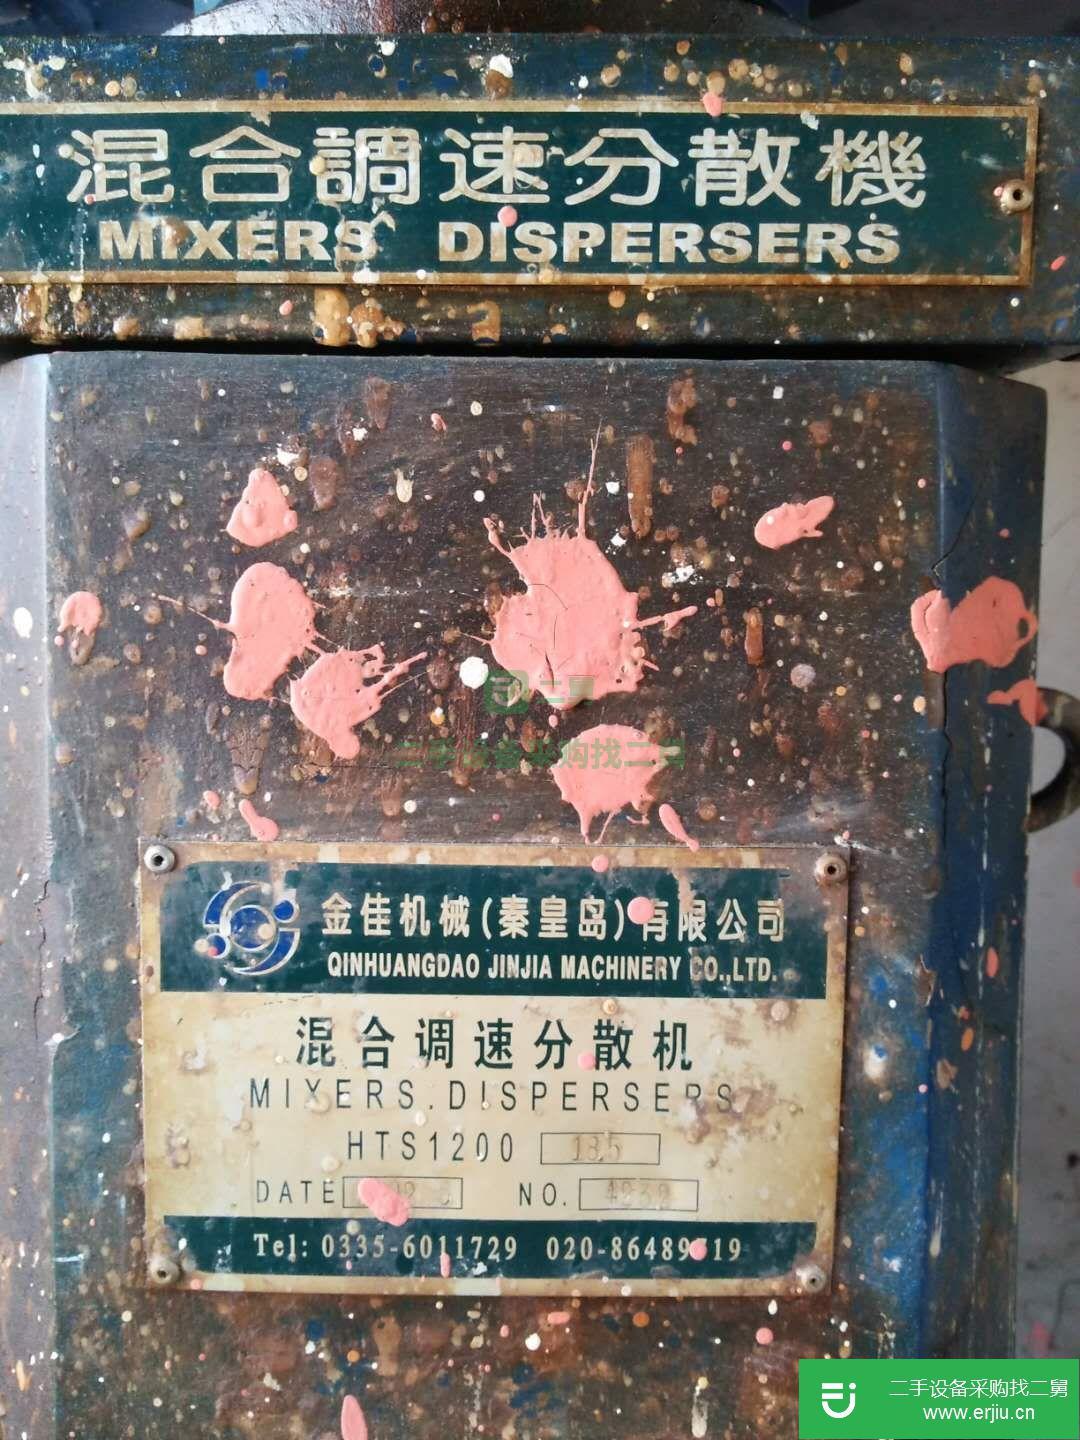 混合調速分散機
MIXERS DISPERSERS
二舅
二手设备采购找二舅
金佳机械(秦皇岛)有限公司
QINHUANGDAO JINJIA MACHINERY CO.,LTD.
混合调速分散机
MIXERS.DISPERSERS
HTS1200 18.5
DATE NO. 4232
Tel: 0335-6011729
二手设备采购找二舅
www.erjiu.cn